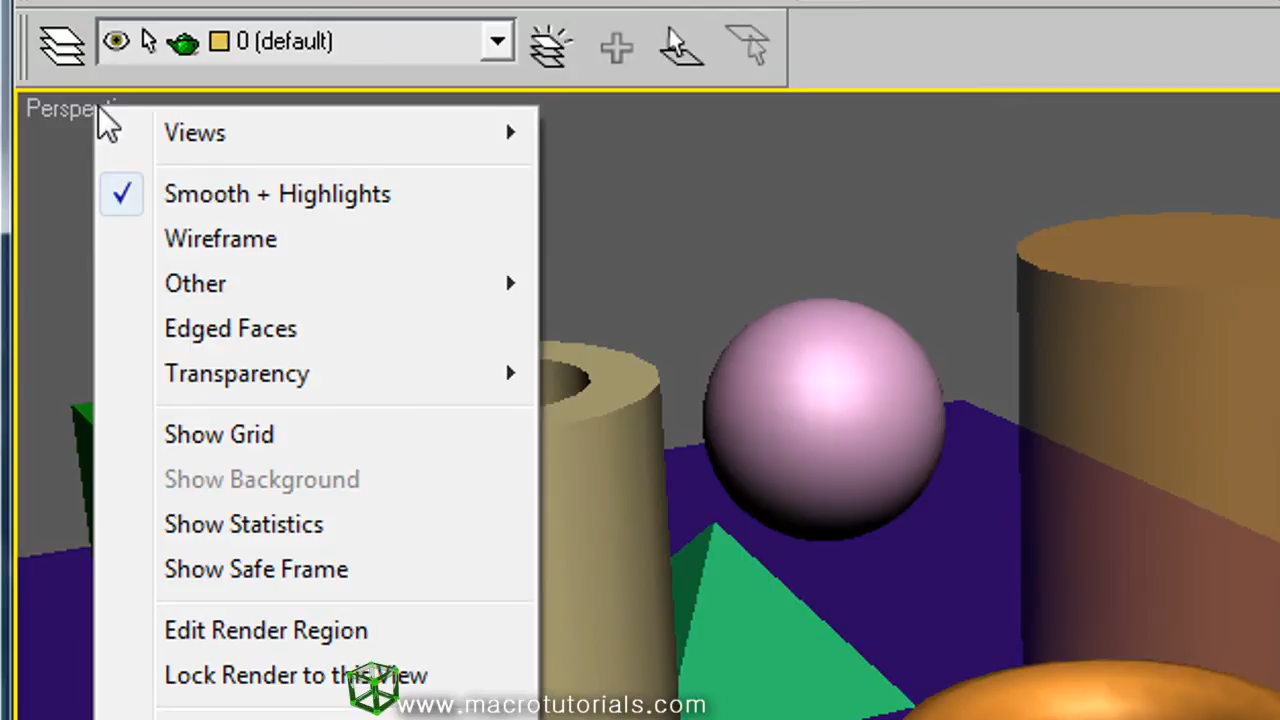 0 (default)
Perspe
Views
Smooth + Highlights
Wireframe
Other
Edged Faces
Transparency
Show Grid
Show Background
Show Statistics
Show Safe Frame
Edit Render Region
Lock Render to this View
www.macrotutorials.com